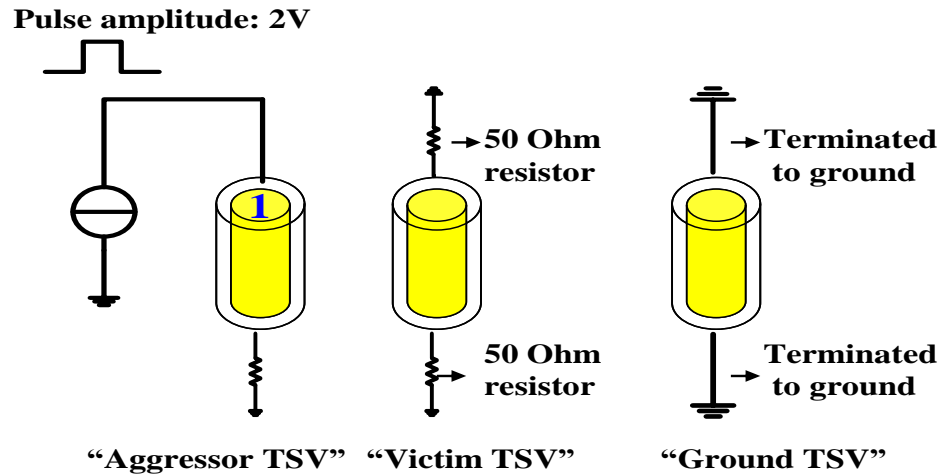 Pulse amplitude: 2V
1
50 Ohm
resistor
Terminated
to ground
50 Ohm
resistor
Terminated
to ground
“Aggressor TSV” “Victim TSV” “Ground TSV”